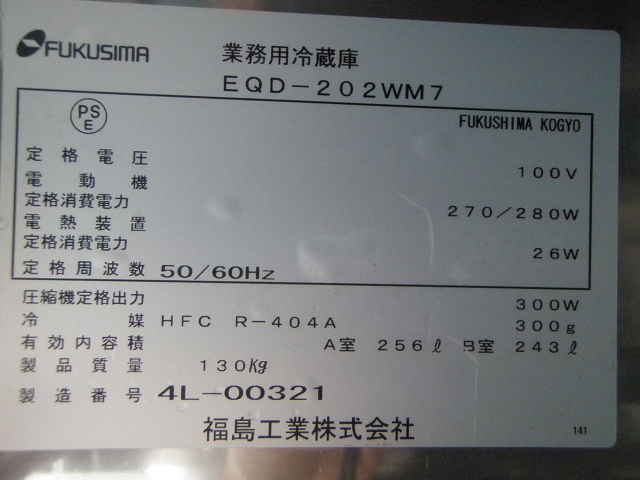 FUKUSIMA
業務用冷蔵庫
EQD-202WM7
PS
E
FUKUSHIMA KOGYO
定格電圧 100V
電動機
定格消費電力 270/280W
電熱装置
定格消費電力 26W
定格周波数 50/60Hz
圧縮機定格出力 300W
冷媒 HFC R-404A 300g
有効内容積 A室 256ℓ B室 243ℓ
製品質量 130kg
製造番号 4L-00321
福島工業株式会社
141